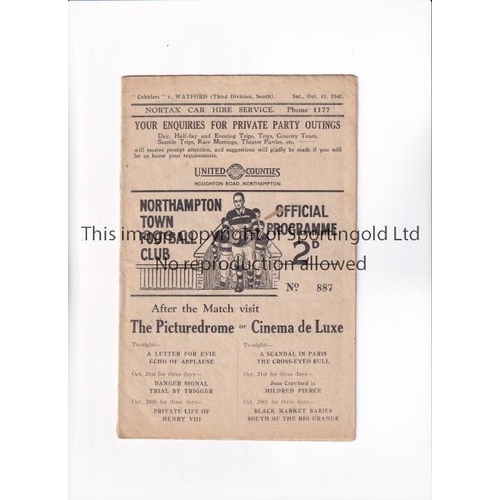 "Cobblers" v. WATFORD (Third Division, South). Sat., Oct. 19, 1946.
NORTAX CAR HIRE SERVICE. Phone 1177
YOUR ENQUIRIES FOR PRIVATE PARTY OUTINGS
Day, Half-day and Evening Trips, Trips, Country Tours,
Seaside Trips, Race Meetings, Theatre Parties, etc.
will receive prompt attention, and suggestions will gladly be made if you will
let us know your requirements.
UNITED COUNTIES
HOUGHTON ROAD, NORTHAMPTON
NORTHAMPTON
TOWN
FOOTBALL
CLUB
OFFICIAL
PROGRAMME
2D
No 887
This image is copyright of Sportingold Ltd
No reproduction allowed
After the Match visit
The Picturedrome or Cinema de Luxe
To-night—
A LETTER FOR EVIE
ECHO OF APPLAUSE
Oct. 21st for three days—
DANGER SIGNAL
TRIAL BY TRIGGER
Oct. 24th for three days—
PRIVATE LIFE OF
HENRY VIII
To-night—
A SCANDAL IN PARIS
THE CROSS-EYED BULL
Oct. 21st for three days—
Joan Crawford in
MILDRED PIERCE
Oct. 24th for three days—
BLACK MARKET BABIES
SOUTH OF THE RIO GRANDE